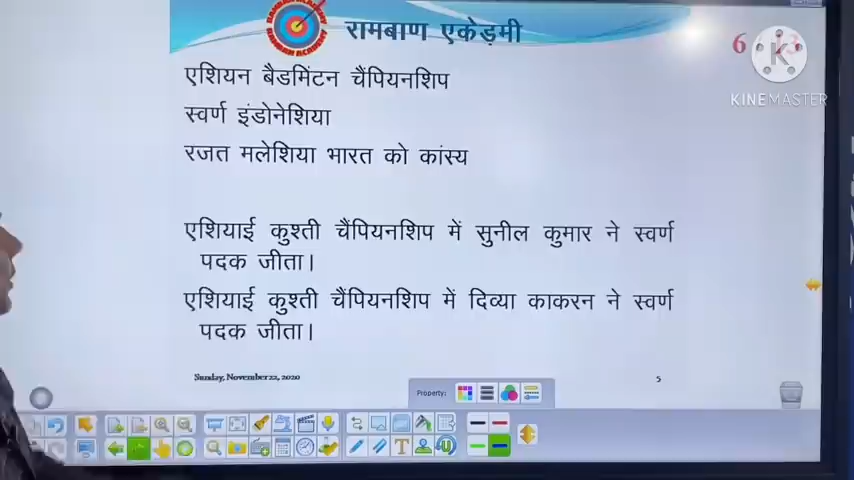 रामबाण एकेड़मी
KINEMASTER
एशियन बैडमिंटन चैंपियनशिप
स्वर्ण इंडोनेशिया
रजत मलेशिया भारत को कांस्य
एशियाई कुश्ती चैंपियनशिप में सुनील कुमार ने स्वर्ण
पदक जीता।
एशियाई कुश्ती चैंपियनशिप में दिव्या काकरन ने स्वर्ण
पदक जीता।
Sunday, November 22, 2020
5
Property: